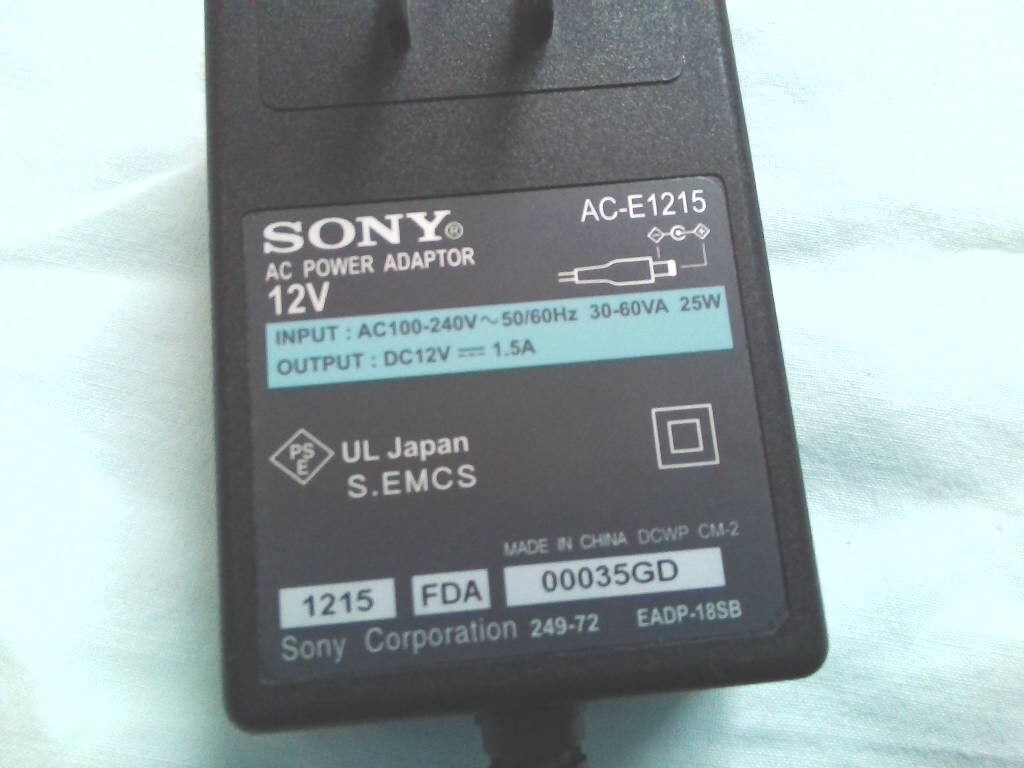 SONY®
AC-E1215
AC POWER ADAPTOR
12V
INPUT : AC100-240V～50/60Hz 30-60VA 25W
OUTPUT : DC12V ⎓ 1.5A
PSE
UL Japan
S.EMCS
MADE IN CHINA DCWP CM-2
1215 FDA 00035GD
Sony Corporation 249-72 EADP-18SB